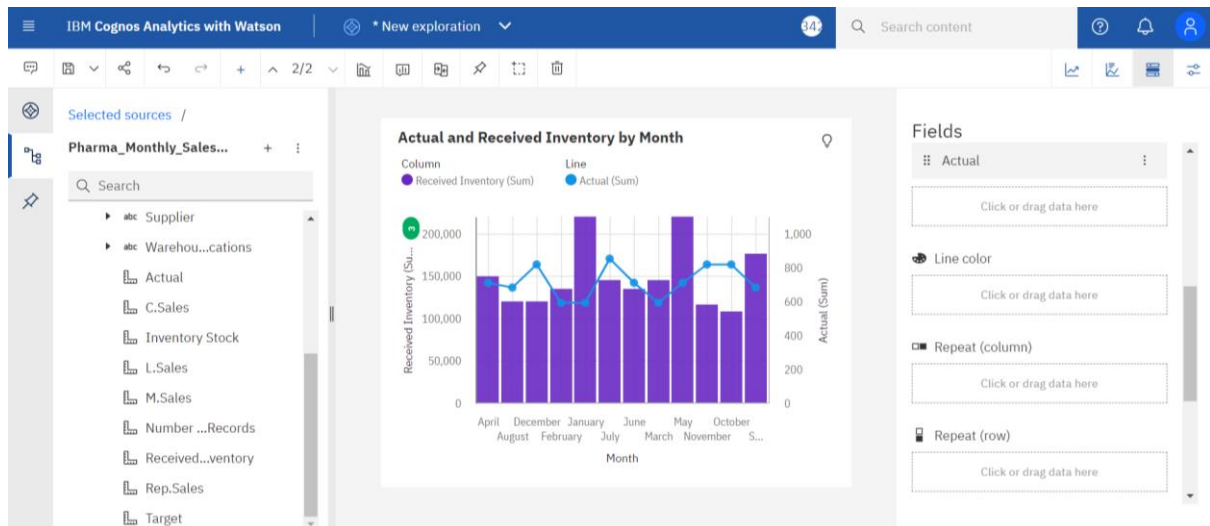 IBM Cognos Analytics with Watson
* New exploration
342
Search content
2/2
Selected sources /
Pharma_Monthly_Sales...
Search
abc Supplier
abc Warehou...cations
Actual
C.Sales
Inventory Stock
L.Sales
M.Sales
Number ...Records
Received...ventory
Rep.Sales
Target
Actual and Received Inventory by Month
Column Line
Received Inventory (Sum) Actual (Sum)
3
200,000
150,000
100,000
50,000
0
Received Inventory (Su...
1,000
800
600
400
200
0
Actual (Sum)
April December January June May October
August February July March November S...
Month
Fields
Actual
Click or drag data here
Line color
Click or drag data here
Repeat (column)
Click or drag data here
Repeat (row)
Click or drag data here